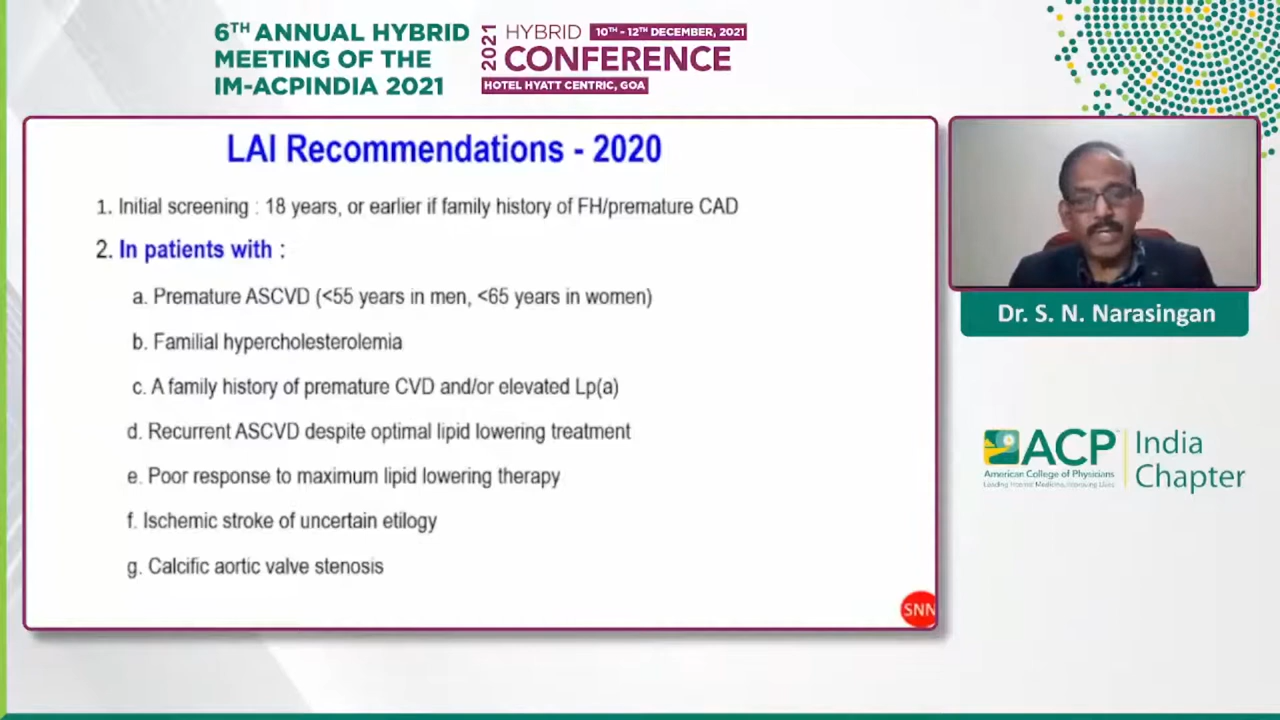 6TH ANNUAL HYBRID
MEETING OF THE
IM-ACPINDIA 2021
2021
HYBRID 10TH - 12TH DECEMBER, 2021
CONFERENCE
HOTEL HYATT CENTRIC, GOA
LAI Recommendations - 2020
1. Initial screening : 18 years, or earlier if family history of FH/premature CAD
2. In patients with :
a. Premature ASCVD (<55 years in men, <65 years in women)
b. Familial hypercholesterolemia
c. A family history of premature CVD and/or elevated Lp(a)
d. Recurrent ASCVD despite optimal lipid lowering treatment
e. Poor response to maximum lipid lowering therapy
f. Ischemic stroke of uncertain etilogy
g. Calcific aortic valve stenosis
SNN
Dr. S. N. Narasingan
ACP India
Chapter
American College of Physicians
Leading Internal Medicine, Improving Lives